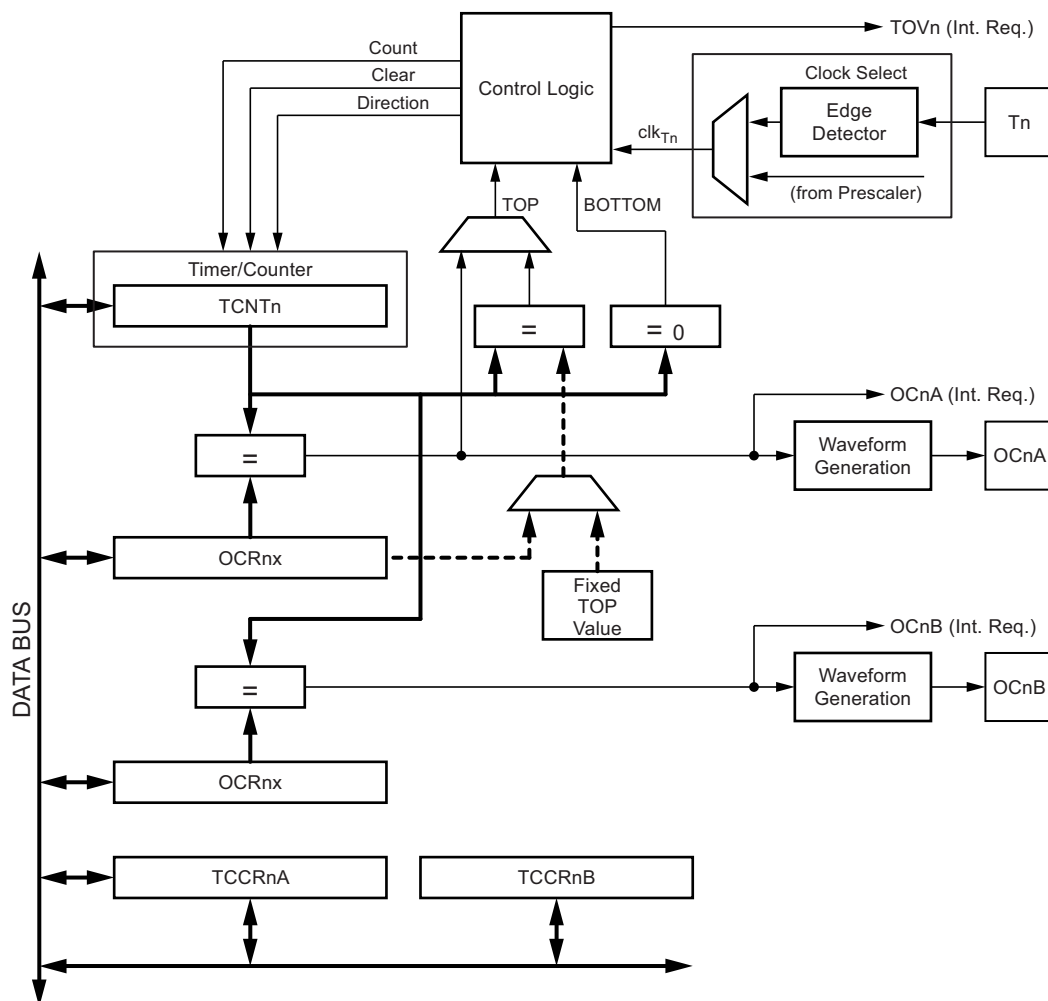 TOVn (Int. Req.)
Count
Clear
Direction
Control Logic
Clock Select
Edge
Detector
Tn
clkTn
(from Prescaler)
TOP
BOTTOM
Timer/Counter
TCNTn
=
= 0
OCnA (Int. Req.)
=
Waveform
Generation
OCnA
OCRnx
Fixed
TOP
Value
DATA BUS
OCnB (Int. Req.)
=
Waveform
Generation
OCnB
OCRnx
TCCRnA
TCCRnB